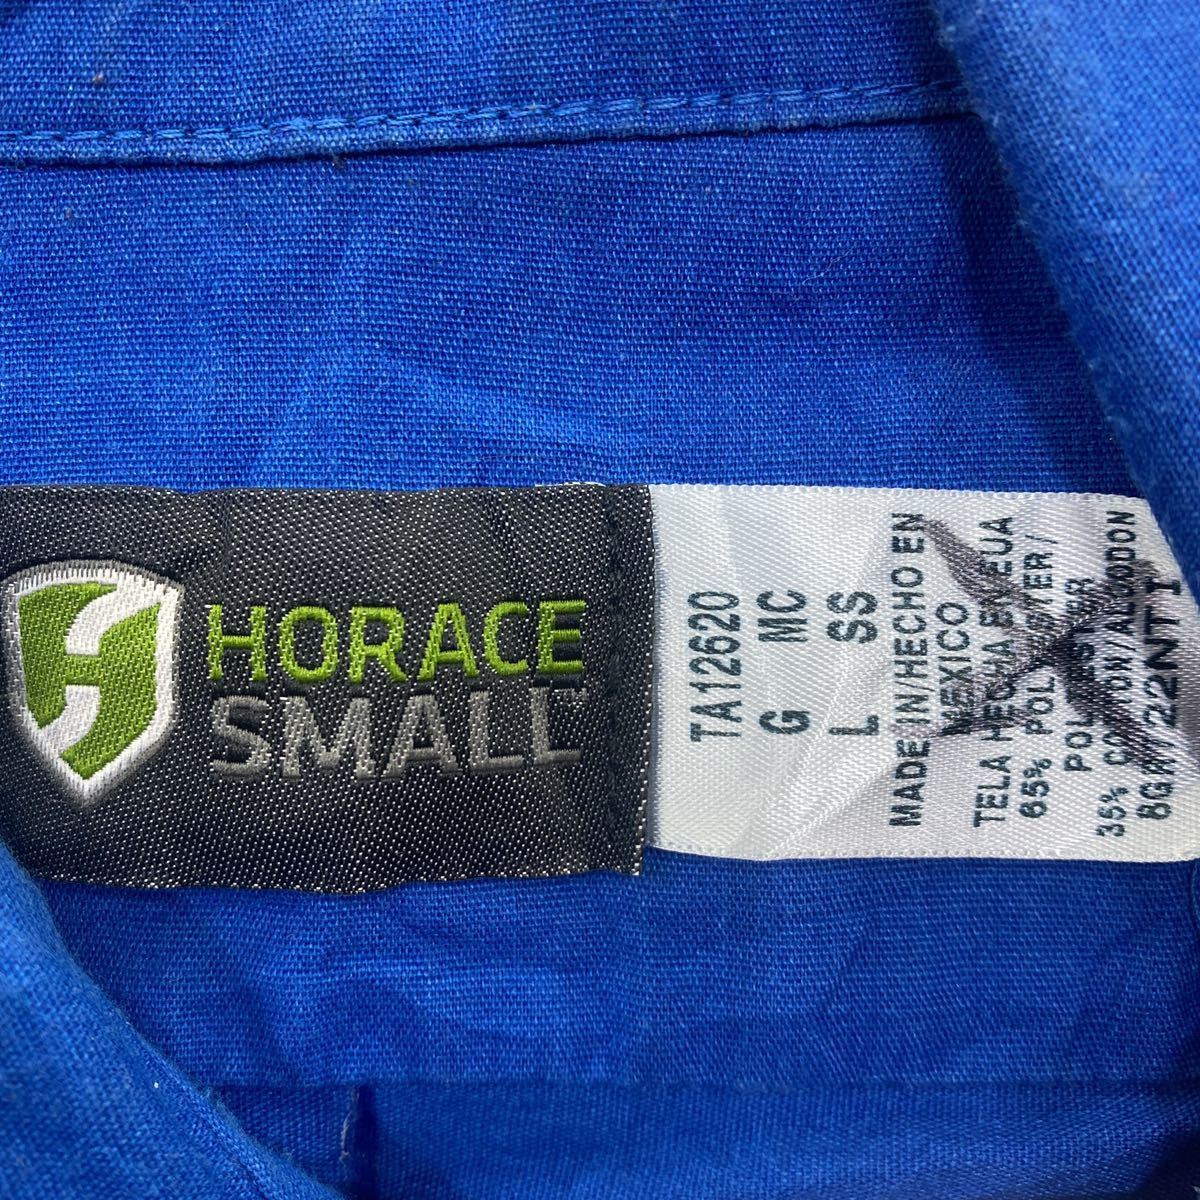 HORACE
SMALL
TA12620
G MC
L SS
MADE IN/HECHO EN
MEXICO
TELA HECHA EN EUA
65% POLYESTER/
POLIESTER
35% COTTON/ALGODON